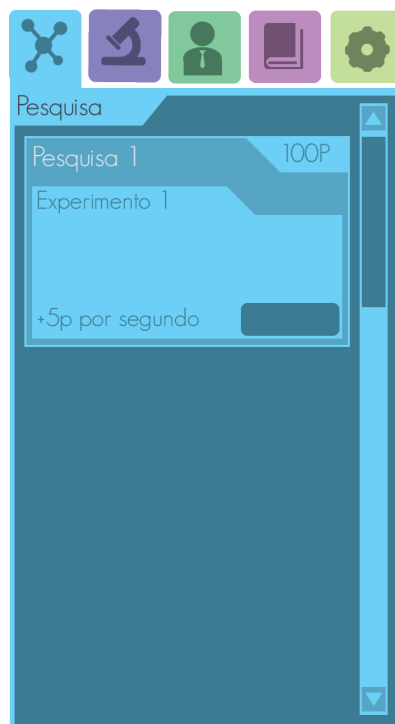 Pesquisa
Pesquisa 1
100P
Experimento 1
+5p por segundo